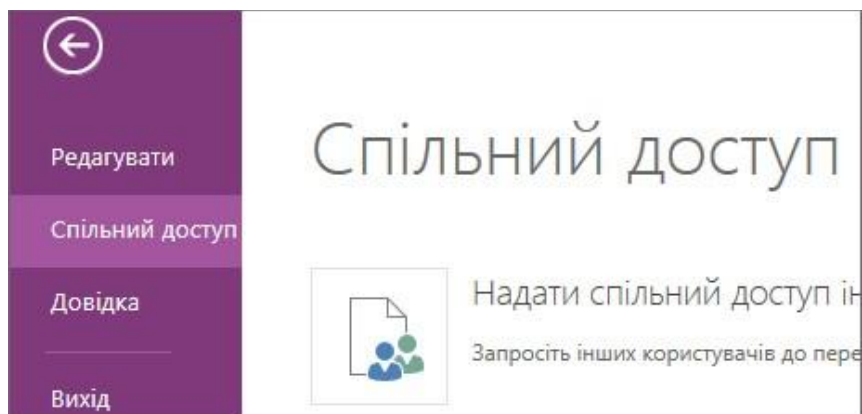 Редагувати
Спільний доступ
Довідка
Вихід
Спільний доступ
Надати спільний доступ
Запросіть інших користувачів до